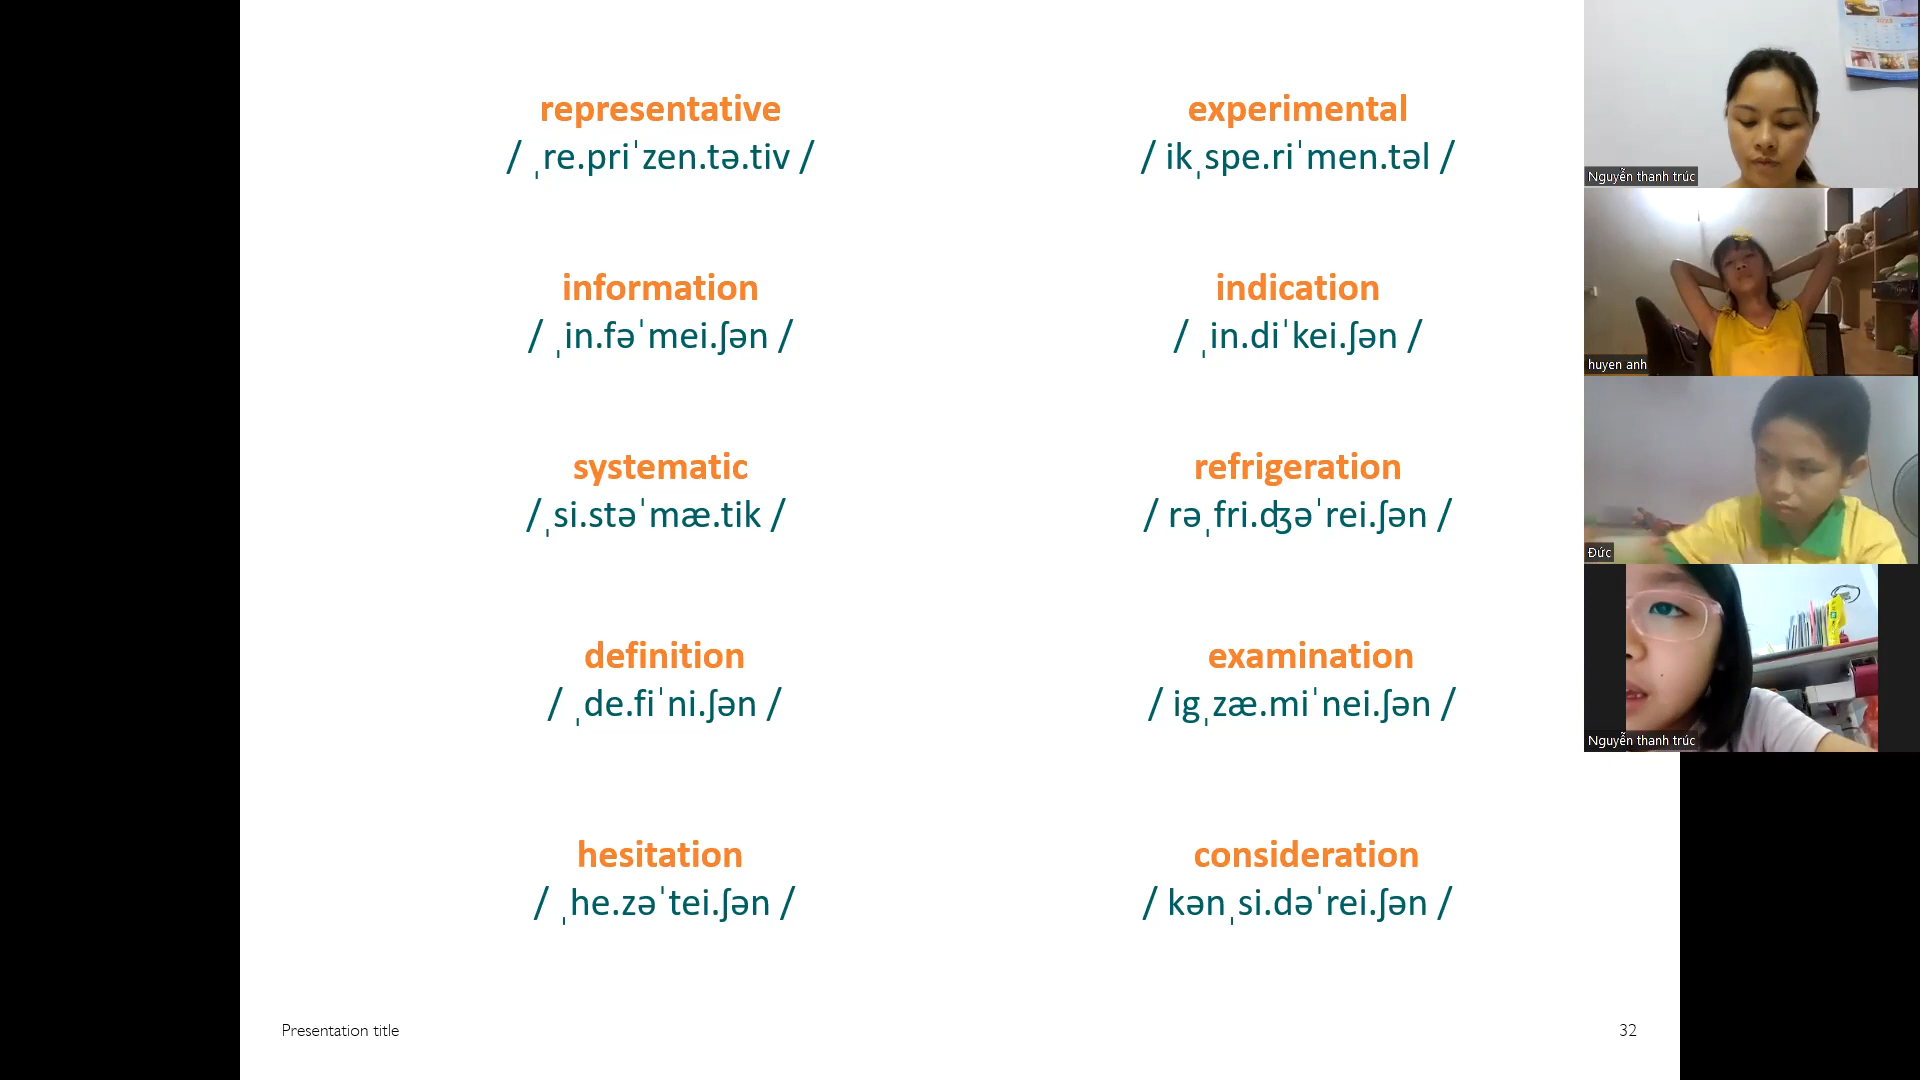 representative
/ ˌre.priˈzen.tə.tiv /
experimental
/ ikˌspe.riˈmen.təl /
information
/ ˌin.fəˈmei.ʃən /
indication
/ ˌin.diˈkei.ʃən /
systematic
/ˌsi.stəˈmæ.tik /
refrigeration
/ rəˌfri.ʤəˈrei.ʃən /
definition
/ ˌde.fiˈni.ʃən /
examination
/ igˌzæ.miˈnei.ʃən /
hesitation
/ ˌhe.zəˈtei.ʃən /
consideration
/ kənˌsi.dəˈrei.ʃən /
Presentation title
32
Nguyễn thanh trúc
huyen anh
Đức
Nguyễn thanh trúc